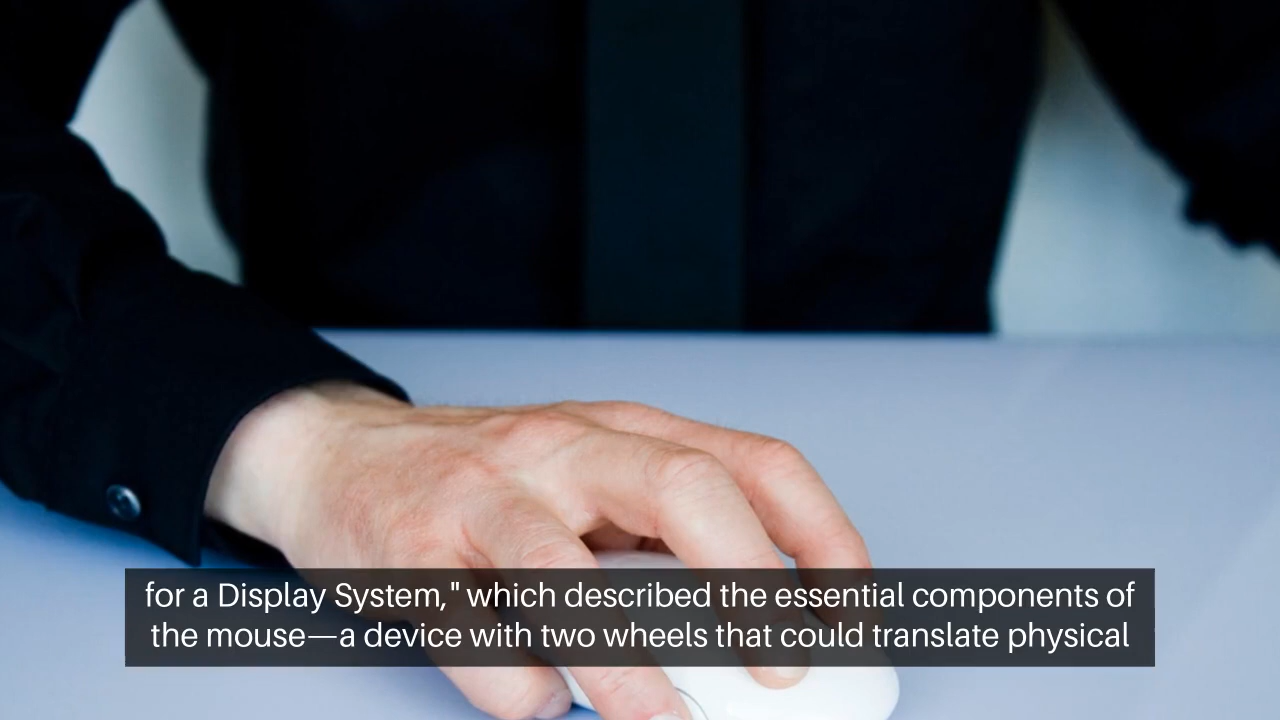 for a Display System," which described the essential components of
the mouse—a device with two wheels that could translate physical